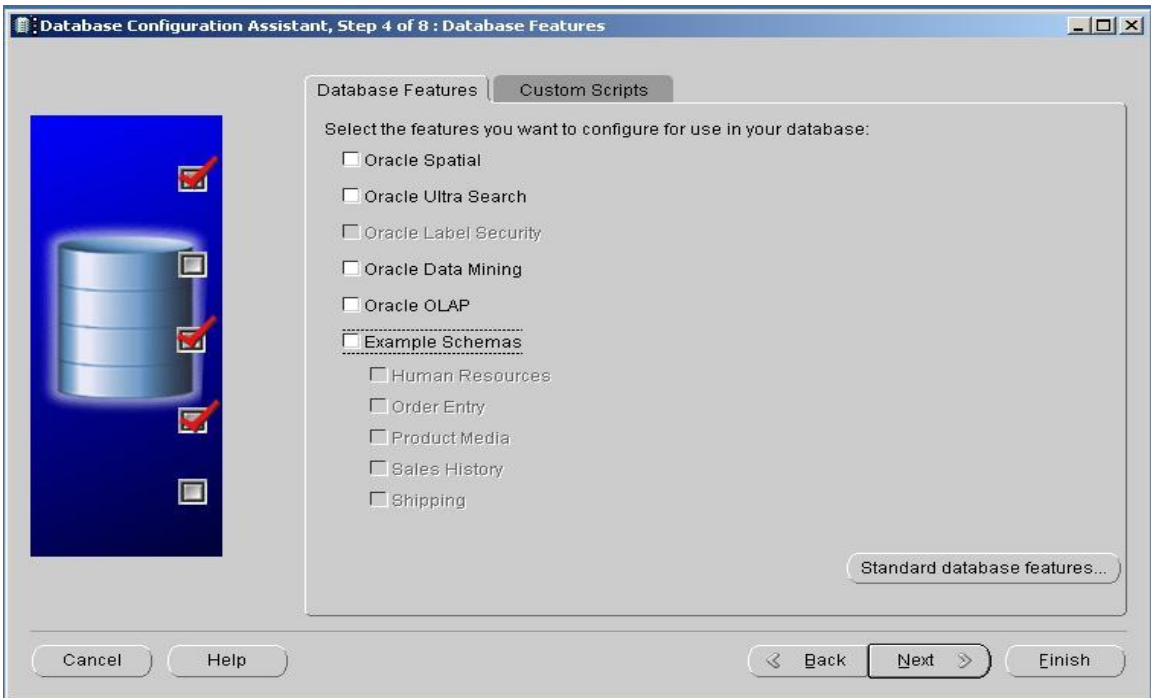 Database Configuration Assistant, Step 4 of 8 : Database Features
Database Features
Custom Scripts
Select the features you want to configure for use in your database:
Oracle Spatial
Oracle Ultra Search
Oracle Label Security
Oracle Data Mining
Oracle OLAP
Example Schemas
Human Resources
Order Entry
Product Media
Sales History
Shipping
Standard database features...
Cancel
Help
Back
Next
Finish